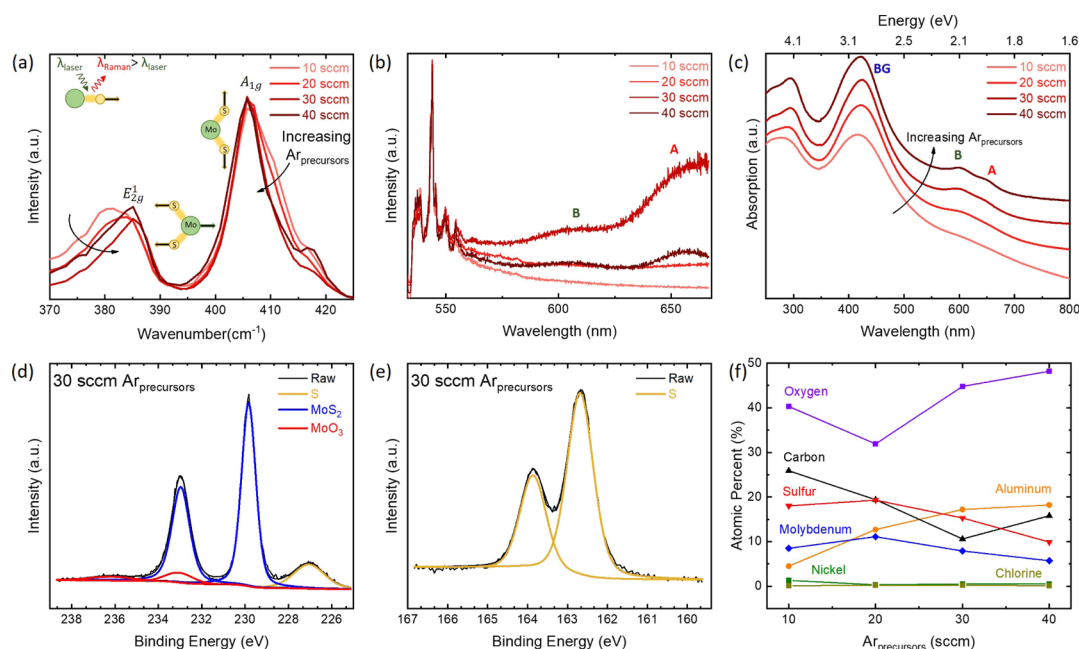 (a)
λlaser
λRaman> λlaser
10 sccm
20 sccm
30 sccm
40 sccm
A1g
S
Mo
S
Increasing
Arprecursors
E¹2g
S
Mo
S
Intensity (a.u.)
370 380 390 400 410 420
Wavenumber(cm-1)
(b)
10 sccm
20 sccm
30 sccm
40 sccm
A
B
Intensity (a.u.)
550 600 650
Wavelength (nm)
Energy (eV)
4.1 3.1 2.5 2.1 1.8 1.6
(c)
10 sccm
20 sccm
30 sccm
40 sccm
BG
Increasing Arprecursors
B
A
Absorption (a.u.)
300 400 500 600 700 800
Wavelength (nm)
(d)
30 sccm Arprecursors
Raw
S
MoS2
MoO3
Intensity (a.u.)
238 236 234 232 230 228 226
Binding Energy (eV)
(e)
30 sccm Arprecursors
Raw
S
Intensity (a.u.)
167 166 165 164 163 162 161 160
Binding Energy (eV)
(f)
50
40
30
20
10
0
Atomic Percent (%)
Oxygen
Carbon
Sulfur
Aluminum
Molybdenum
Nickel
Chlorine
10 20 30 40
Arprecursors (sccm)